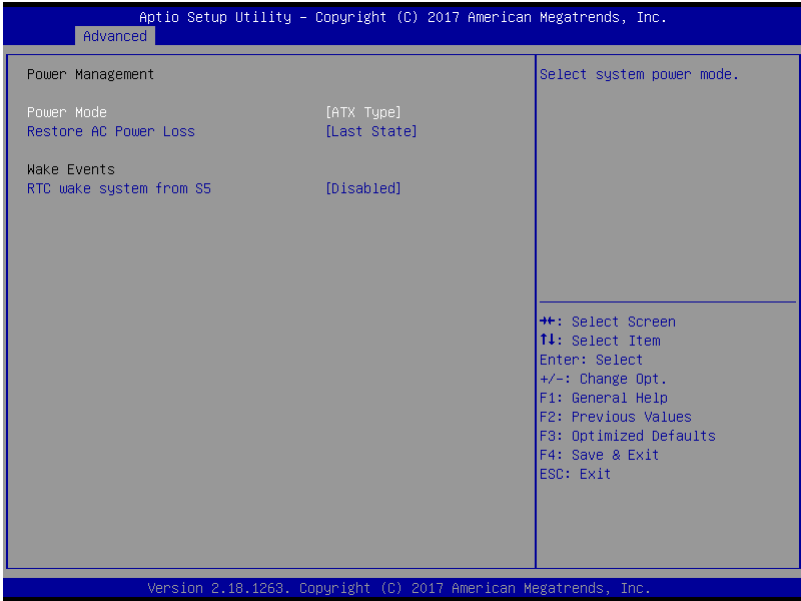 Aptio Setup Utility – Copyright (C) 2017 American Megatrends, Inc.
Advanced
Power Management
Power Mode [ATX Type]
Restore AC Power Loss [Last State]
Wake Events
RTC wake system from S5 [Disabled]
Select system power mode.
→←: Select Screen
↑↓: Select Item
Enter: Select
+/-: Change Opt.
F1: General Help
F2: Previous Values
F3: Optimized Defaults
F4: Save & Exit
ESC: Exit
Version 2.18.1263. Copyright (C) 2017 American Megatrends, Inc.